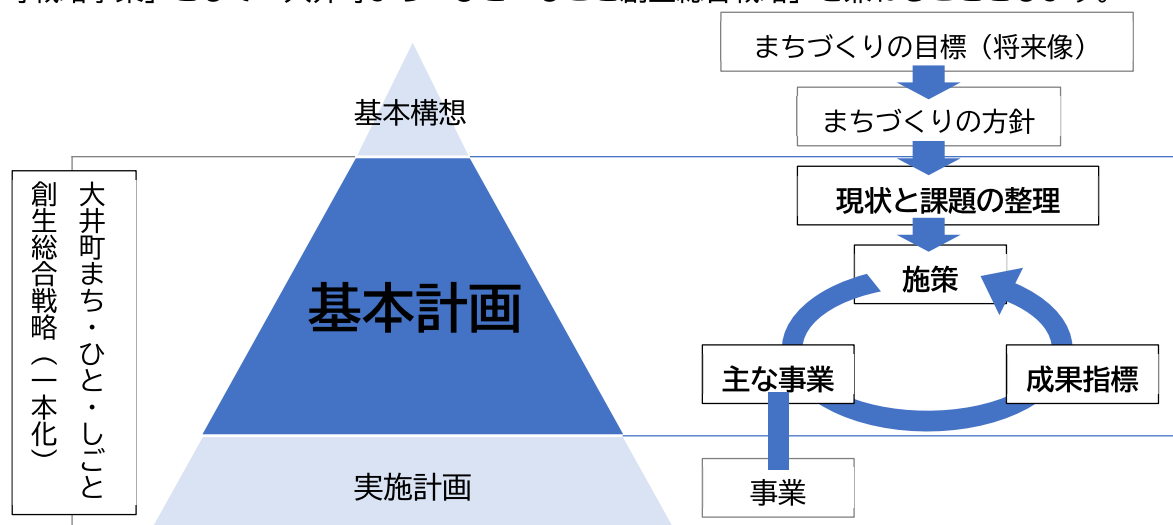 まちづくりの目標（将来像）
基本構想
まちづくりの方針
大井町まち・ひと・しごと
創生総合戦略（一本化）
現状と課題の整理
施策
基本計画
主な事業
成果指標
実施計画
事業